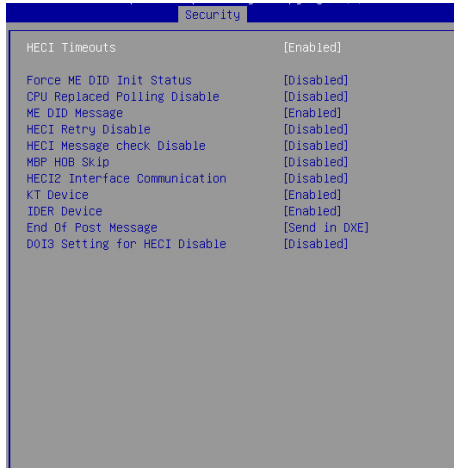 Security
HECI Timeouts [Enabled]
Force ME DID Init Status [Disabled]
CPU Replaced Polling Disable [Disabled]
ME DID Message [Enabled]
HECI Retry Disable [Disabled]
HECI Message check Disable [Disabled]
MBP HOB Skip [Disabled]
HECI2 Interface Communication [Disabled]
KT Device [Enabled]
IDER Device [Enabled]
End Of Post Message [Send in DXE]
DOI3 Setting for HECI Disable [Disabled]